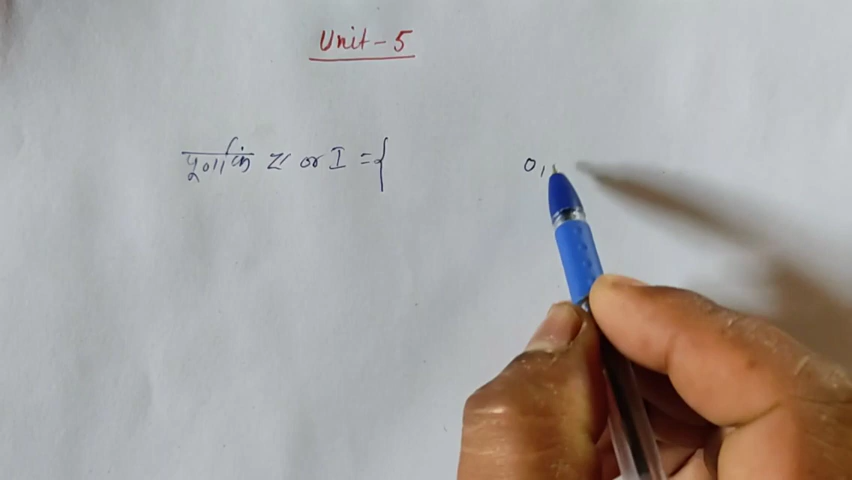 Unit-5
पूर्णांक Z or I = { 0,